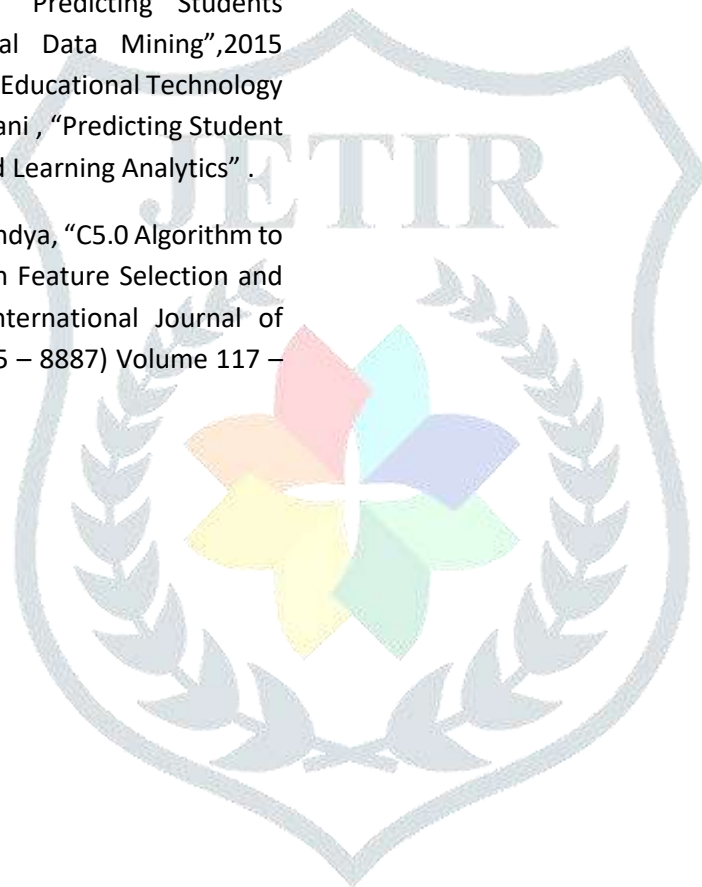 Predicting Students
al Data Mining”,2015
Educational Technology
ani , “Predicting Student
d Learning Analytics” .
JETIR
ndya, “C5.0 Algorithm to
n Feature Selection and
nternational Journal of
5 – 8887) Volume 117 –